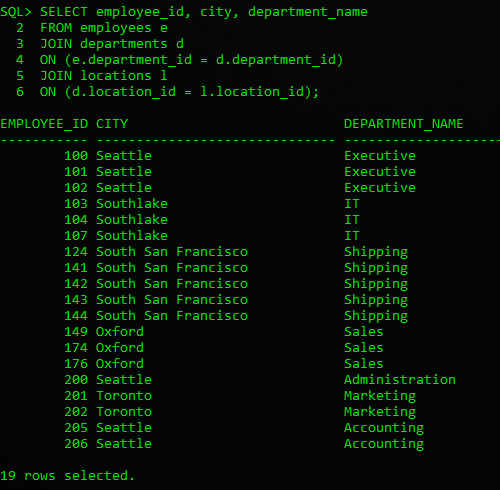 SQL> SELECT employee_id, city, department_name
  2  FROM employees e
  3  JOIN departments d
  4  ON (e.department_id = d.department_id)
  5  JOIN locations l
  6  ON (d.location_id = l.location_id);

EMPLOYEE_ID CITY                           DEPARTMENT_NAME
----------- ------------------------------ --------------------
        100 Seattle                        Executive
        101 Seattle                        Executive
        102 Seattle                        Executive
        103 Southlake                      IT
        104 Southlake                      IT
        107 Southlake                      IT
        124 South San Francisco            Shipping
        141 South San Francisco            Shipping
        142 South San Francisco            Shipping
        143 South San Francisco            Shipping
        144 South San Francisco            Shipping
        149 Oxford                         Sales
        174 Oxford                         Sales
        176 Oxford                         Sales
        200 Seattle                        Administration
        201 Toronto                        Marketing
        202 Toronto                        Marketing
        205 Seattle                        Accounting
        206 Seattle                        Accounting

19 rows selected.